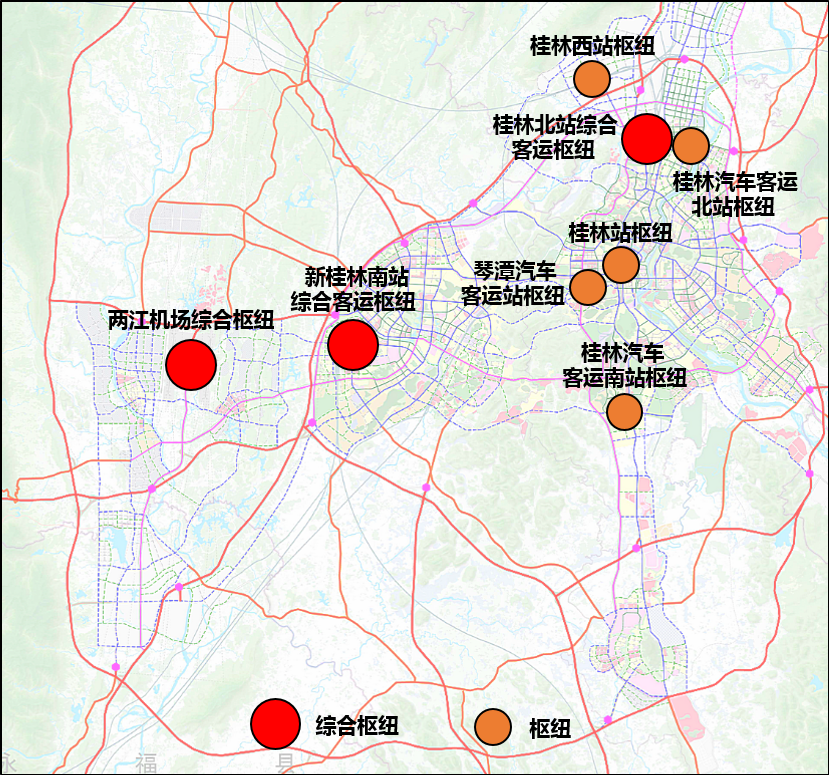 桂林西站枢纽
桂林北站综合
客运枢纽
桂林汽车客运
北站枢纽
桂林站枢纽
琴潭汽车
客运站枢纽
新桂林南站
综合客运枢纽
两江机场综合枢纽
桂林汽车
客运南站枢纽
综合枢纽
枢纽
永
福
县